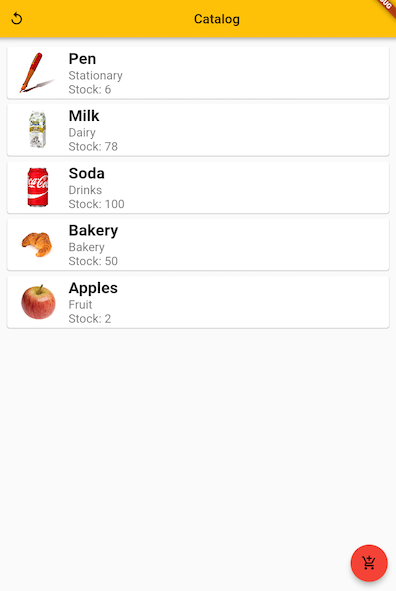 Catalog
Pen
Stationary
Stock: 6
Milk
Dairy
Stock: 78
Soda
Drinks
Stock: 100
Bakery
Bakery
Stock: 50
Apples
Fruit
Stock: 2